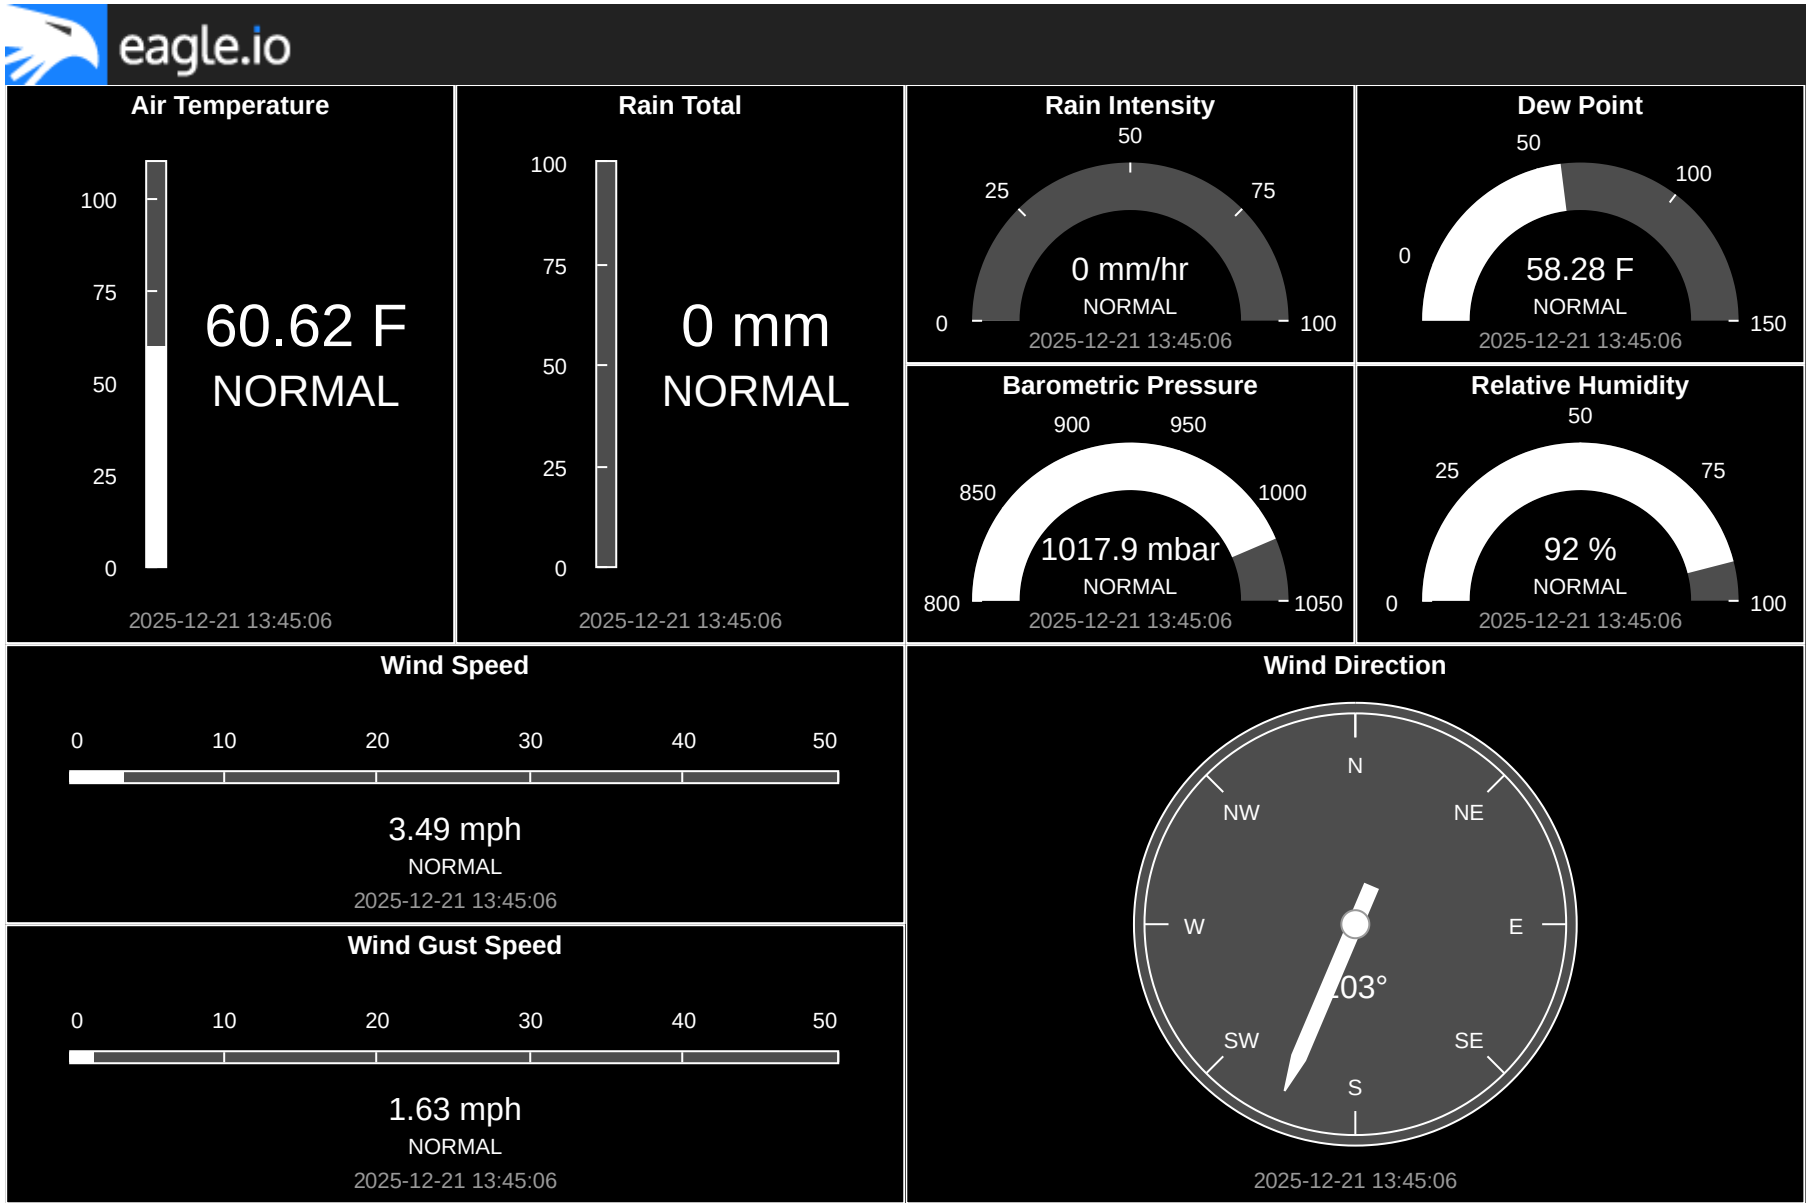 eagle.io
Air Temperature
100
75
50
25
0
60.62 F
NORMAL
2025-12-21 13:45:06
Rain Total
100
75
50
25
0
0 mm
NORMAL
2025-12-21 13:45:06
Rain Intensity
0
25
50
75
100
0 mm/hr
NORMAL
2025-12-21 13:45:06
Dew Point
0
50
100
150
58.28 F
NORMAL
2025-12-21 13:45:06
Barometric Pressure
800
850
900
950
1000
1050
1017.9 mbar
NORMAL
2025-12-21 13:45:06
Relative Humidity
0
25
50
75
100
92 %
NORMAL
2025-12-21 13:45:06
Wind Speed
0 10 20 30 40 50
3.49 mph
NORMAL
2025-12-21 13:45:06
Wind Gust Speed
0 10 20 30 40 50
1.63 mph
NORMAL
2025-12-21 13:45:06
Wind Direction
N
NW NE
W E
SW SE
S
2025-12-21 13:45:06